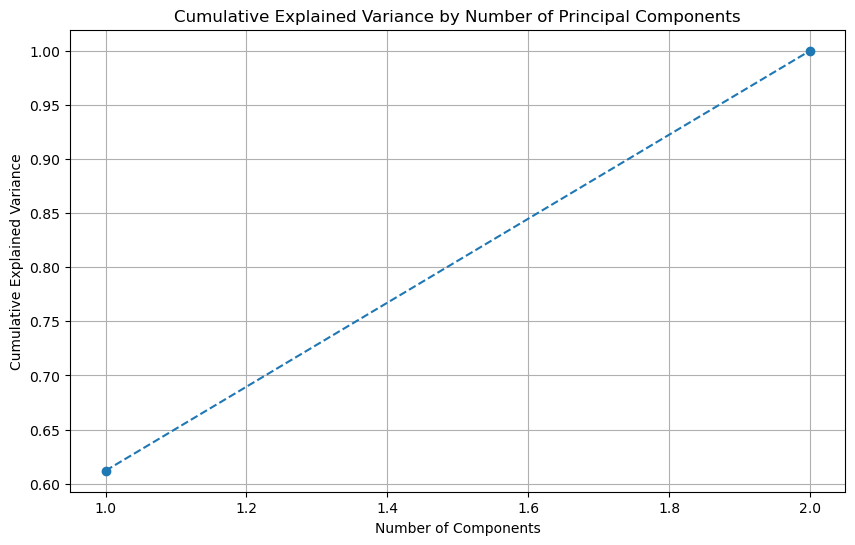 Cumulative Explained Variance by Number of Principal Components
Cumulative Explained Variance
1.00
0.95
0.90
0.85
0.80
0.75
0.70
0.65
0.60
1.0 1.2 1.4 1.6 1.8 2.0
Number of Components